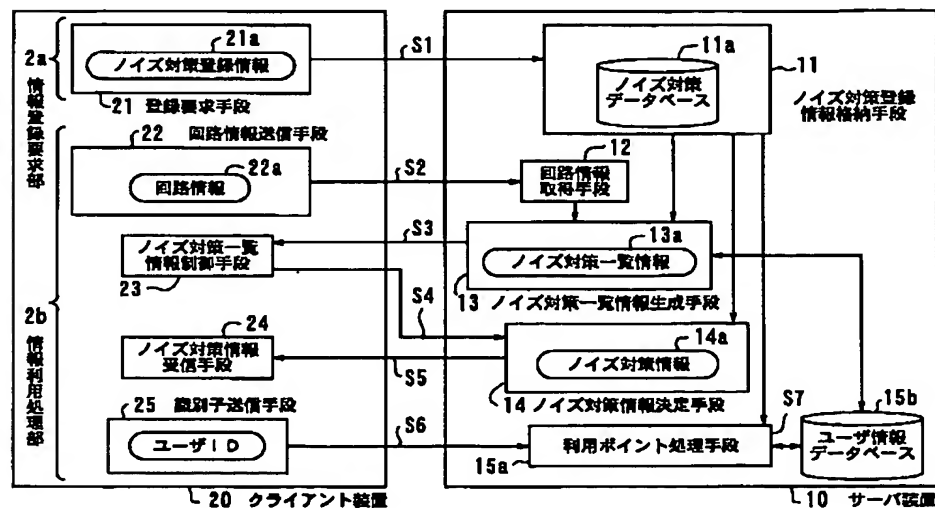 2a
情報登録要求部
21a
ノイズ対策登録情報
21 登録要求手段
S1
11a
ノイズ対策
データベース
11
ノイズ対策登録
情報格納手段
2b
情報利用処理部
22 回路情報送信手段
22a
回路情報
S2
12
回路情報
取得手段
ノイズ対策一覧
情報制御手段
23
S3
13a
ノイズ対策一覧情報
13 ノイズ対策一覧情報生成手段
S4
24
ノイズ対策情報
受信手段
S5
14a
ノイズ対策情報
14 ノイズ対策情報決定手段
25 識別子送信手段
ユーザID
S6
S7
利用ポイント処理手段
15a
15b
ユーザ情報
データベース
20 クライアント装置
10 サーバ装置